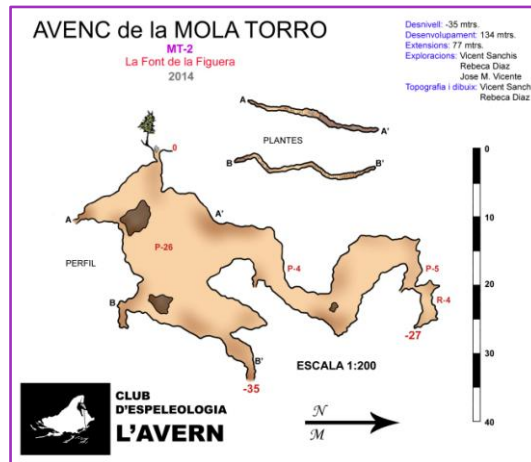 AVENC de la MOLA TORRO
MT-2
La Font de la Figuera
2014
Desnivell: -35 mtrs.
Desenvolupament: 134 mtrs.
Extensions: 77 mtrs.
Exploracions: Vicent Sanchis
Rebeca Diaz
Jose M. Vicente
Topografia i dibuix: Vicent Sanch
Rebeca Diaz
A
A'
PLANTES
B
B'
0
0
A
A'
10
P-26
PERFIL
P-4
P-5
R-4
20
B
-27
B'
30
ESCALA 1:200
-35
40
CLUB
D'ESPELEOLOGIA
L'AVERN
N
M